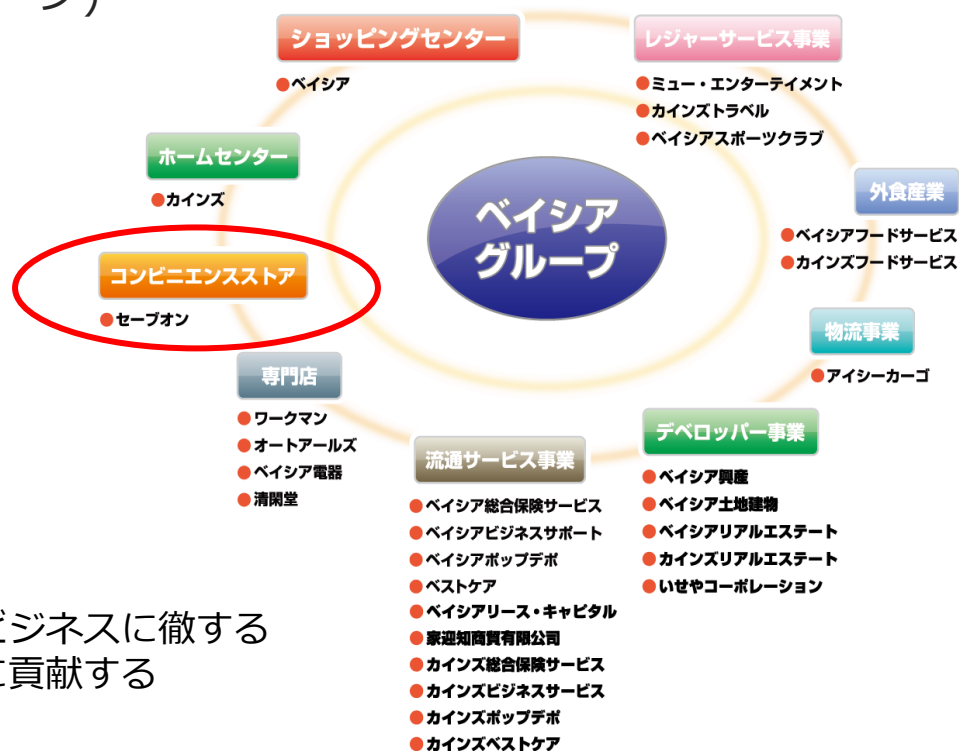 ン)
ショッピングセンター
●ベイシア
レジャーサービス事業
●ミュー・エンターテイメント
●カインズトラベル
●ベイシアスポーツクラブ
ホームセンター
●カインズ
外食産業
●ベイシアフードサービス
●カインズフードサービス
ベイシア
グループ
コンビニエンスストア
●セーブオン
物流事業
●アイシーカーゴ
専門店
●ワークマン
●オートアールズ
●ベイシア電器
●清閑堂
流通サービス事業
●ベイシア総合保険サービス
●ベイシアビジネスサポート
●ベイシアポップデポ
●ベストケア
●ベイシアリース・キャピタル
●家迎知商貿有限公司
●カインズ総合保険サービス
●カインズビジネスサービス
●カインズポップデポ
●カインズベストケア
デベロッパー事業
●ベイシア興産
●ベイシア土地建物
●ベイシアリアルエステート
●カインズリアルエステート
●いせやコーポレーション
ビジネスに徹する
に貢献する